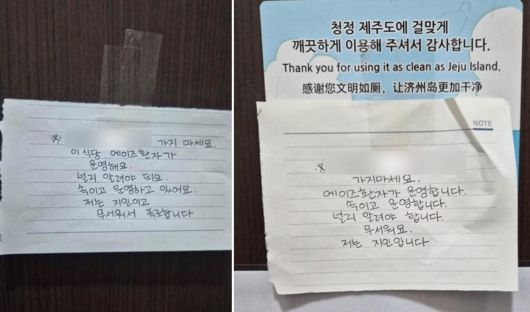 ※ 가지 마세요.
이 식당 에이즈환자가
운영해요.
널리 알려야 돼요.
속이고 운영하고 있어요.
저는 지인이고
무서워서 토로합니다
청정 제주도에 걸맞게
깨끗하게 이용해 주셔서 감사합니다.
Thank you for using it as clean as Jeju Island.
感谢您文明如厕，让济州岛更加干净
NOTE
※
가지마세요.
에이즈환자가 운영합니다.
속이고 운영합니다.
널리 알려야 합니다.
무서워요.
저는 지인입니다